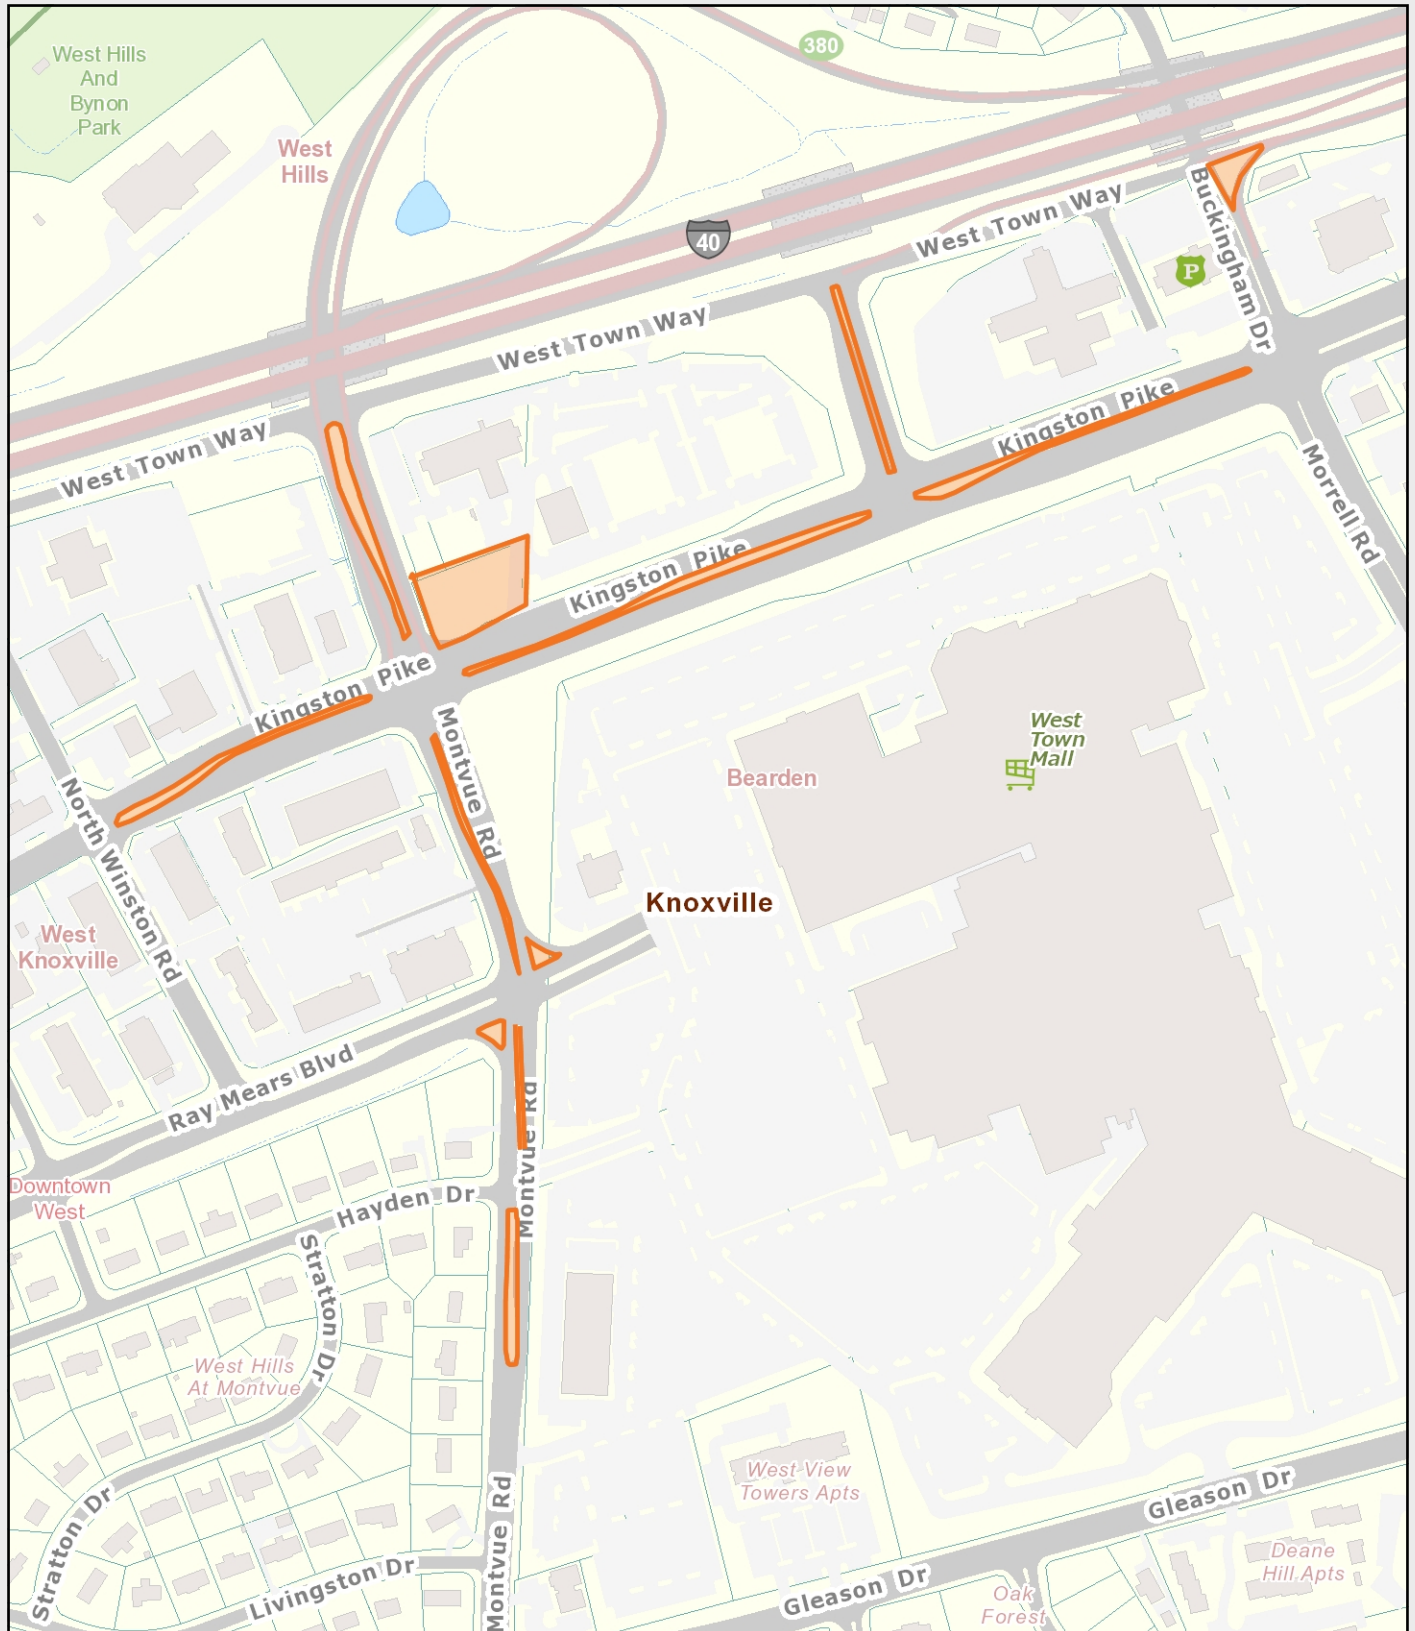 380
West Hills
And
Bynon
Park
West
Hills
40
West Town Way
Buckingham Dr
P
West Town Way
West Town Way
Kingston Pike
Morrell Rd
Kingston Pike
Kingston Pike
Montvue Rd
West
Town
Mall
Bearden
North Winston Rd
Knoxville
West
Knoxville
Ray Mears Blvd
Montvue Rd
Downtown
West
Hayden Dr
Stratton Dr
West Hills
At Montvue
West View
Towers Apts
Gleason Dr
Stratton Dr
Montvue Rd
Livingston Dr
Gleason Dr
Oak
Forest
Deane
Hill Apts